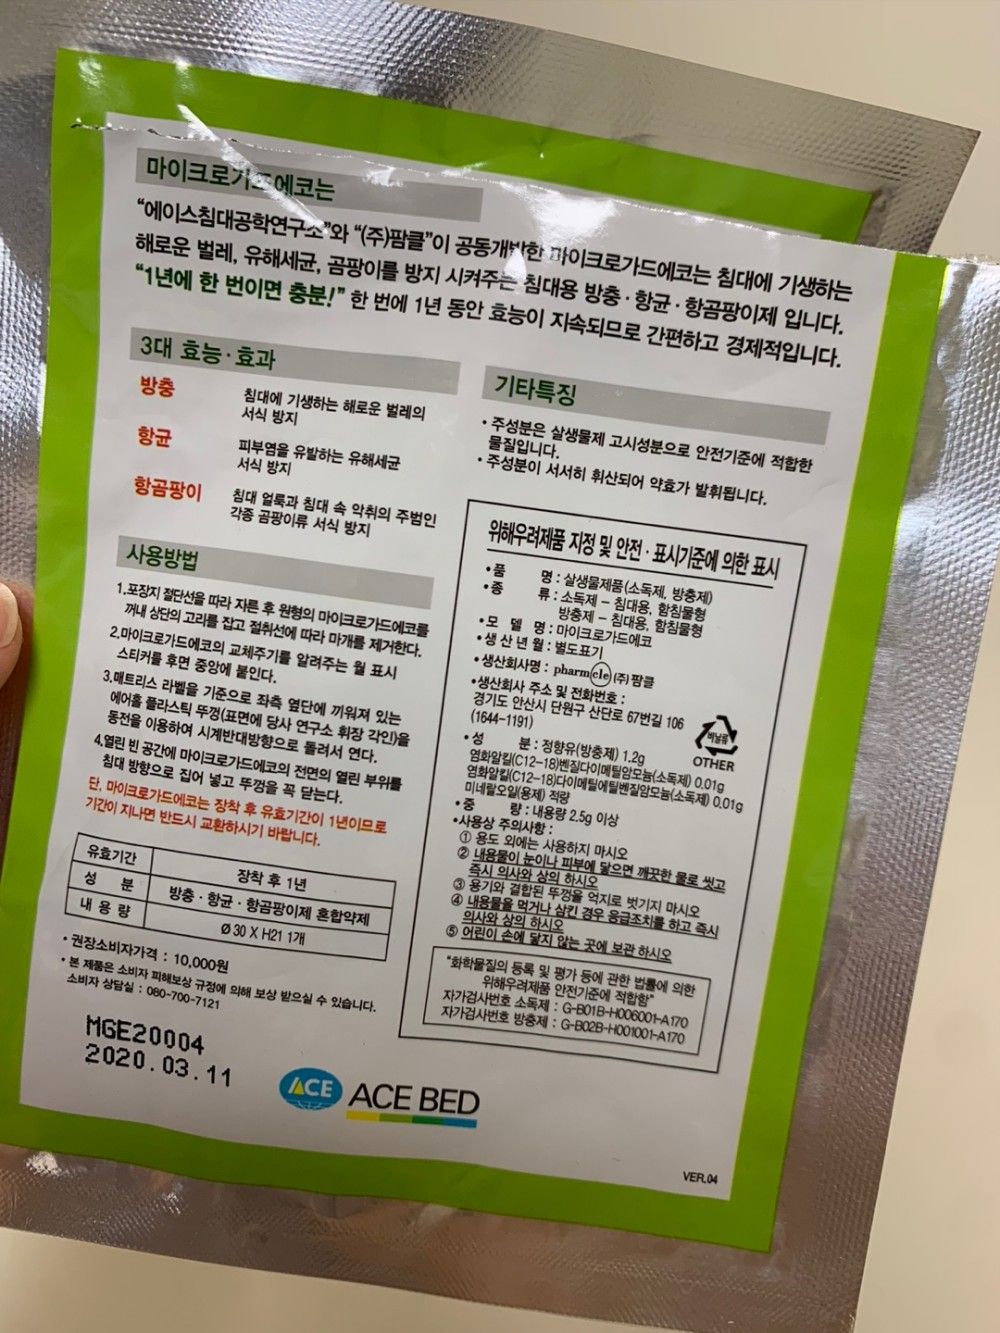 마이크로가드에코는
"에이스침대공학연구소"와 "(주)팜클"이 공동개발한 마이크로가드에코는 침대에 기생하는
해로운 벌레, 유해세균, 곰팡이를 방지 시켜주는 침대용 방충·항균·항곰팡이제 입니다.
"1년에 한 번이면 충분!" 한 번에 1년 동안 효능이 지속되므로 간편하고 경제적입니다.
3대 효능·효과
방충
침대에 기생하는 해로운 벌레의
서식 방지
항균
피부염을 유발하는 유해세균
서식 방지
항곰팡이
침대 얼룩과 침대 속 악취의 주범인
각종 곰팡이류 서식 방지
기타특징
• 주성분은 살생물제 고시성분으로 안전기준에 적합한
물질입니다.
• 주성분이 서서히 휘산되어 약효가 발휘됩니다.
사용방법
1.포장지 절단선을 따라 자른 후 원형의 마이크로가드에코를
꺼내 상단의 고리를 잡고 절취선에 따라 마개를 제거한다.
2.마이크로가드에코의 교체주기를 알려주는 월 표시
스티커를 후면 중앙에 붙인다.
3.매트리스 라벨을 기준으로 좌측 옆단에 끼워져 있는
에어홀 플라스틱 뚜껑(표면에 당사 연구소 휘장 각인)을
동전을 이용하여 시계반대방향으로 돌려서 연다.
4.열린 빈 공간에 마이크로가드에코의 전면의 열린 부위를
침대 방향으로 집어 넣고 뚜껑을 꼭 닫는다.
단, 마이크로가드에코는 장착 후 유효기간이 1년이므로
기간이 지나면 반드시 교환하시기 바랍니다.
유효기간 장착 후 1년
성 분 방충·항균·항곰팡이제 혼합약제
내 용 량 Ø 30 X H21 1개
• 권장소비자가격 : 10,000원
• 본 제품은 소비자 피해보상 규정에 의해 보상 받으실 수 있습니다.
소비자 상담실 : 080-700-7121
MGE20004
2020.03.11
위해우려제품 지정 및 안전·표시기준에 의한 표시
•품 명 : 살생물제품(소독제, 방충제)
•종 류 : 소독제 – 침대용, 함침물형
방충제 – 침대용, 함침물형
•모 델 명 : 마이크로가드에코
•생 산 년 월 : 별도표기
•생산회사명 : pharmcle (주)팜클
•생산회사 주소 및 전화번호 :
경기도 안산시 단원구 산단로 67번길 106
(1644-1191)
•성 분 : 정향유(방충제) 1.2g
염화알킬(C12-18)벤질다이메틸암모늄(소독제) 0.01g
염화알킬(C12-18)다이메틸에틸벤질암모늄(소독제) 0.01g
미네랄오일(용제) 적량
•중 량 : 내용량 2.5g 이상
•사용상 주의사항 :
① 용도 외에는 사용하지 마시오
② 내용물이 눈이나 피부에 닿으면 깨끗한 물로 씻고
즉시 의사와 상의 하시오
③ 용기와 결합된 뚜껑을 억지로 벗기지 마시오
④ 내용물을 먹거나 삼킨 경우 응급조치를 하고 즉시
의사와 상의 하시오
⑤ 어린이 손에 닿지 않는 곳에 보관 하시오
"화학물질의 등록 및 평가 등에 관한 법률에 의한
위해우려제품 안전기준에 적합함"
자가검사번호 소독제 : G-B01B-H006001-A170
자가검사번호 방충제 : G-B02B-H001001-A170
비닐류
OTHER
ACE ACE BED
VER.04